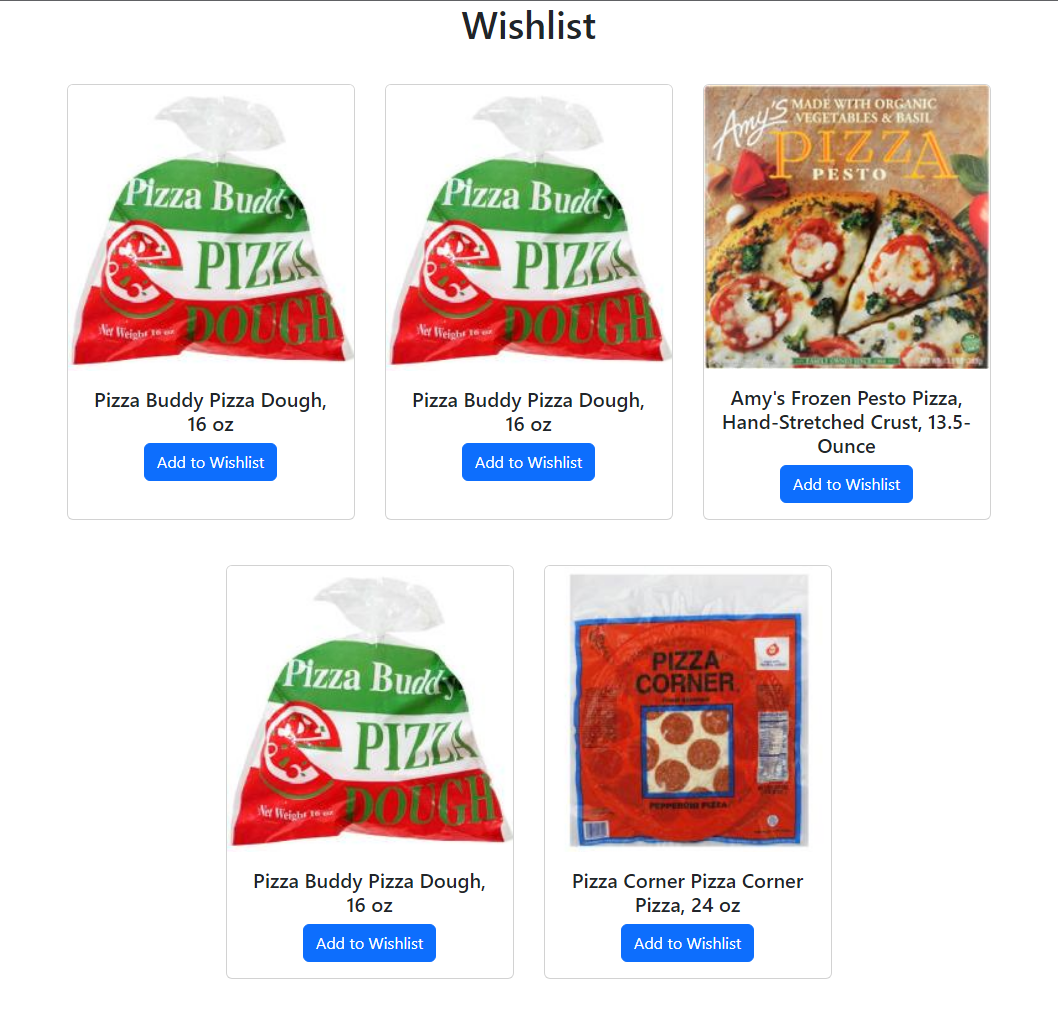 Wishlist
Pizza Buddy
PIZZA
DOUGH
Net Weight 16 oz
Pizza Buddy Pizza Dough,
16 oz
Add to Wishlist
Pizza Buddy
PIZZA
DOUGH
Net Weight 16 oz
Pizza Buddy Pizza Dough,
16 oz
Add to Wishlist
Amy's
MADE WITH ORGANIC
VEGETABLES & BASIL
PIZZA
PESTO
FAMILY OWNED SINCE
Amy's Frozen Pesto Pizza,
Hand-Stretched Crust, 13.5-
Ounce
Add to Wishlist
Pizza Buddy
PIZZA
DOUGH
Net Weight 16 oz
Pizza Buddy Pizza Dough,
16 oz
Add to Wishlist
PIZZA
CORNER
PEPPERONI PIZZA
Pizza Corner Pizza Corner
Pizza, 24 oz
Add to Wishlist